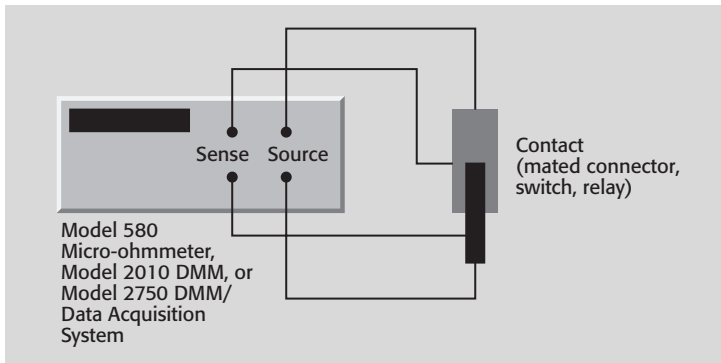 Sense Source
Contact
(mated connector,
switch, relay)
Model 580
Micro-ohmmeter,
Model 2010 DMM, or
Model 2750 DMM/
Data Acquisition
System